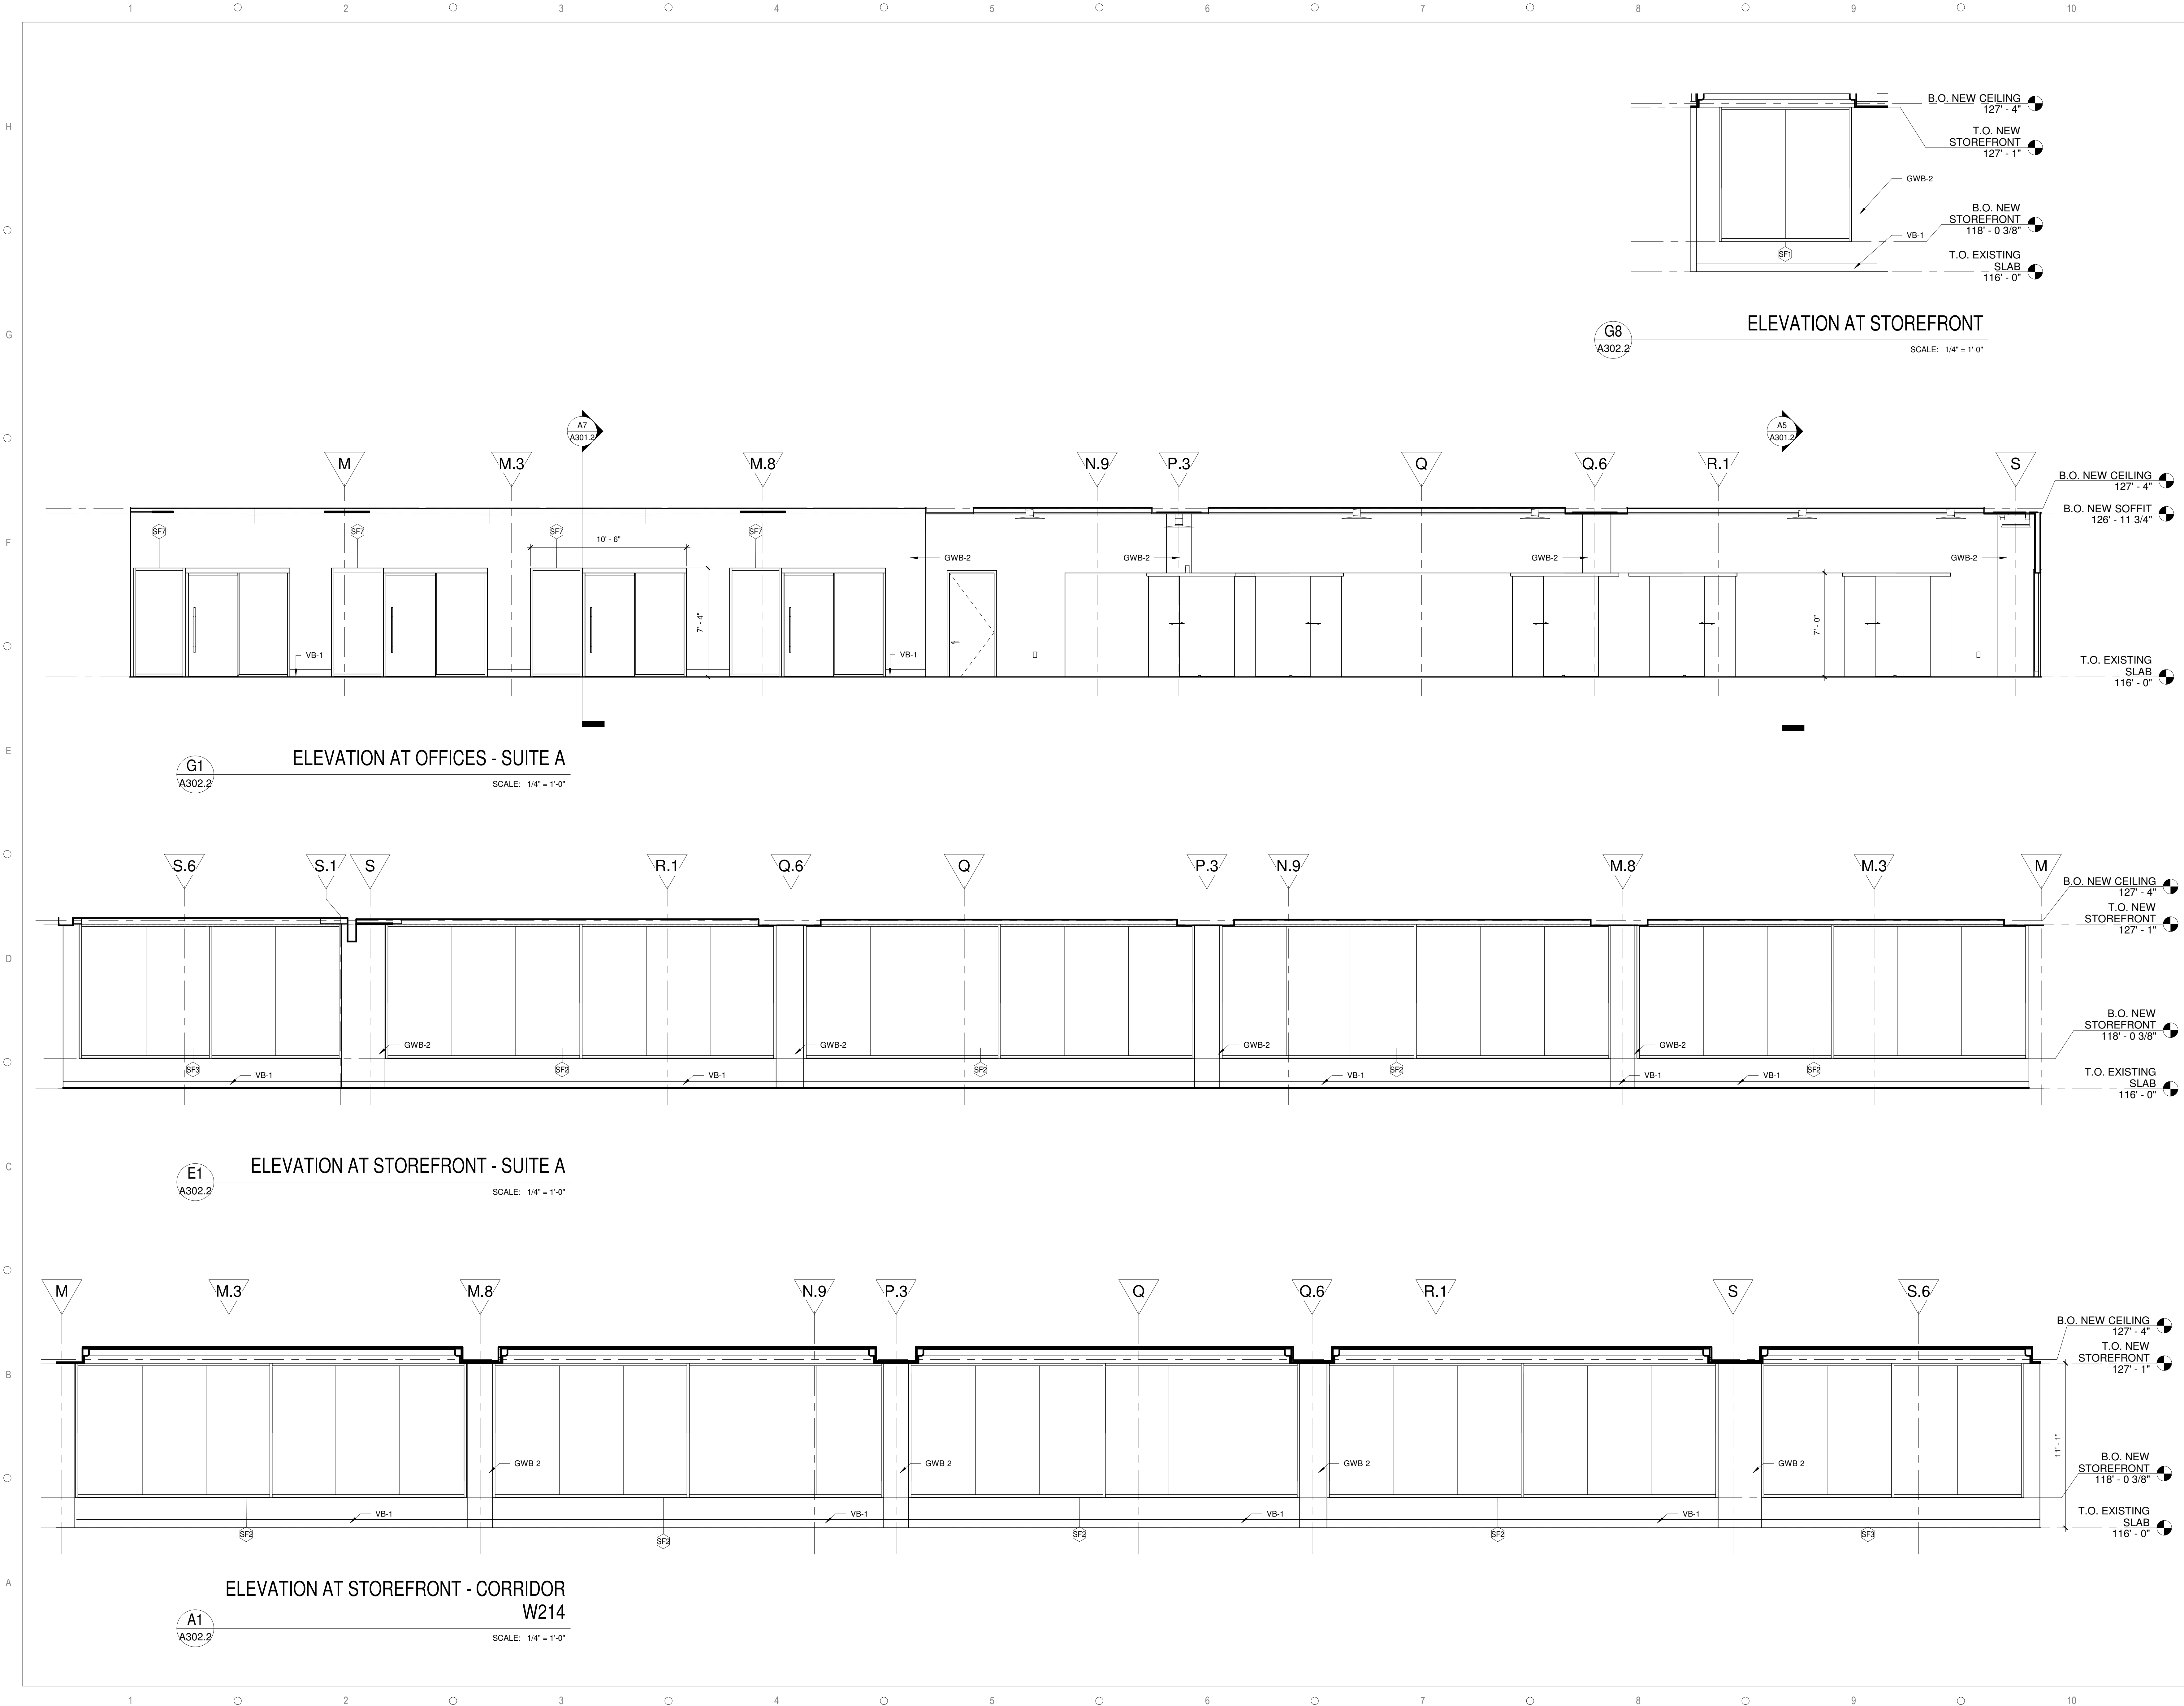 1 2 3 4 5 6 7 8 9 10
H
B.O. NEW CEILING
127' - 4"
T.O. NEW
STOREFRONT
127' - 1"
GWB-2
B.O. NEW
STOREFRONT
118' - 0 3/8"
VB-1
SF1
T.O. EXISTING
SLAB
116' - 0"
G
G8
A302.2
ELEVATION AT STOREFRONT
SCALE: 1/4" = 1'-0"
A7
A301.2
A5
A301.2
M M.3 M.8 N.9 P.3 Q Q.6 R.1 S
B.O. NEW CEILING
127' - 4"
B.O. NEW SOFFIT
126' - 11 3/4"
F
SF7 SF7 SF7 SF7
10' - 6"
GWB-2 GWB-2 GWB-2 GWB-2
7' - 4"
7' - 0"
VB-1 VB-1
T.O. EXISTING
SLAB
116' - 0"
E
G1
A302.2
ELEVATION AT OFFICES - SUITE A
SCALE: 1/4" = 1'-0"
S.6 S.1 S R.1 Q.6 Q P.3 N.9 M.8 M.3 M
B.O. NEW CEILING
127' - 4"
T.O. NEW
STOREFRONT
127' - 1"
D
B.O. NEW
STOREFRONT
118' - 0 3/8"
GWB-2 GWB-2 GWB-2 GWB-2
SF3 SF2 SF2 SF2 SF2
VB-1 VB-1 VB-1 VB-1 VB-1
T.O. EXISTING
SLAB
116' - 0"
C
E1
A302.2
ELEVATION AT STOREFRONT - SUITE A
SCALE: 1/4" = 1'-0"
M M.3 M.8 N.9 P.3 Q Q.6 R.1 S S.6
B.O. NEW CEILING
127' - 4"
T.O. NEW
STOREFRONT
127' - 1"
B
11' - 1"
GWB-2 GWB-2 GWB-2 GWB-2
B.O. NEW
STOREFRONT
118' - 0 3/8"
VB-1 VB-1 VB-1 VB-1
SF2 SF2 SF2 SF2 SF3
T.O. EXISTING
SLAB
116' - 0"
A
A1
A302.2
ELEVATION AT STOREFRONT - CORRIDOR
W214
SCALE: 1/4" = 1'-0"
1 2 3 4 5 6 7 8 9 10